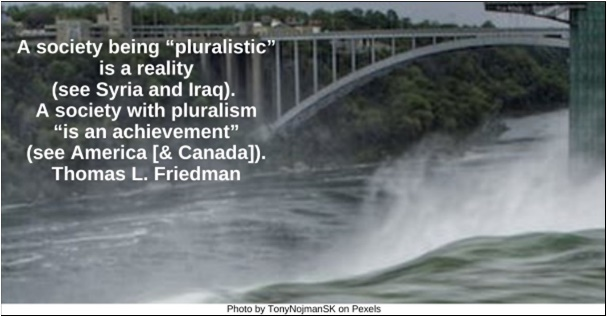 A society being “pluralistic”
is a reality
(see Syria and Iraq).
A society with pluralism
“is an achievement”
(see America [& Canada]).
Thomas L. Friedman
Photo by TonyNojmanSK on Pexels